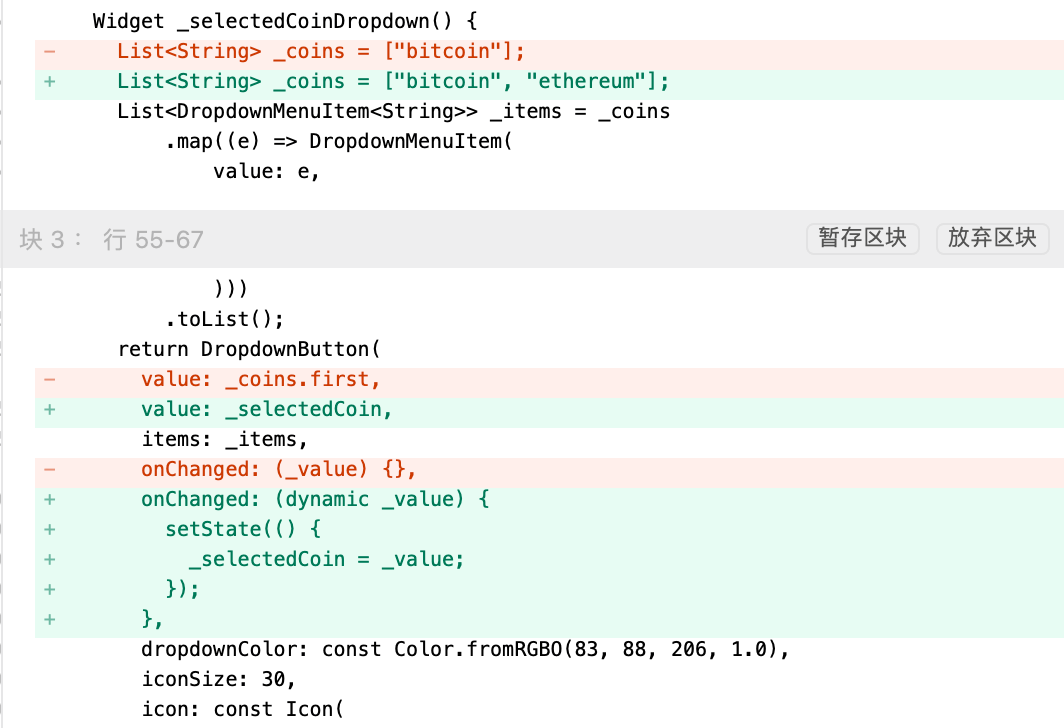 Widget _selectedCoinDropdown() {
- List<String> _coins = ["bitcoin"];
+ List<String> _coins = ["bitcoin", "ethereum"];
List<DropdownMenuItem<String>> _items = _coins
.map((e) => DropdownMenuItem(
value: e,
块 3： 行 55-67 暂存区块 放弃区块
)))
.toList();
return DropdownButton(
- value: _coins.first,
+ value: _selectedCoin,
items: _items,
- onChanged: (_value) {},
+ onChanged: (dynamic _value) {
+ setState(() {
+ _selectedCoin = _value;
+ });
+ },
dropdownColor: const Color.fromRGBO(83, 88, 206, 1.0),
iconSize: 30,
icon: const Icon(